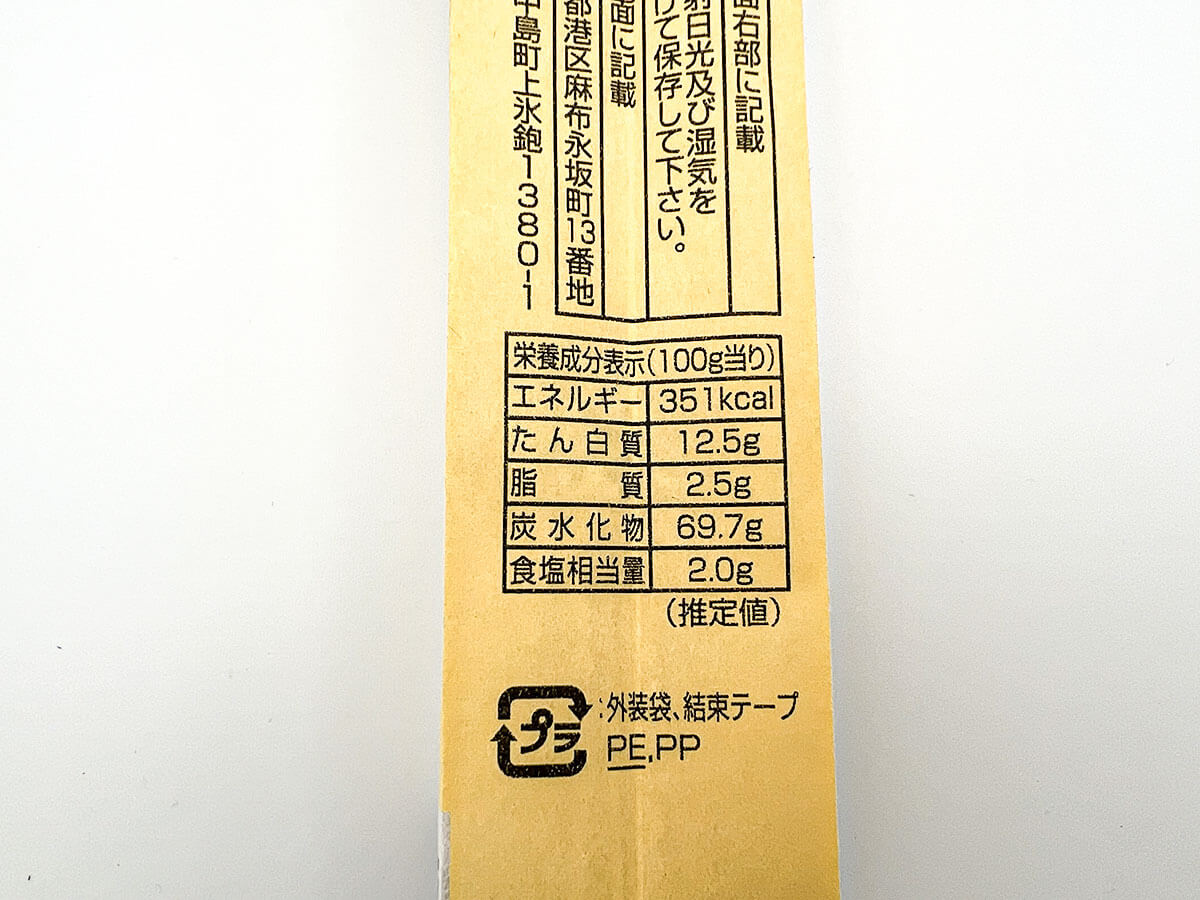 面右部に記載
射日光及び湿気を
けて保存して下さい。
面に記載
都港区麻布永坂町13番地
中島町上氷鉋1380-1
栄養成分表示(100g当り)
エネルギー 351kcal
たん白質 12.5g
脂質 2.5g
炭水化物 69.7g
食塩相当量 2.0g
(推定値)
プラ :外装袋、結束テープ
PE,PP